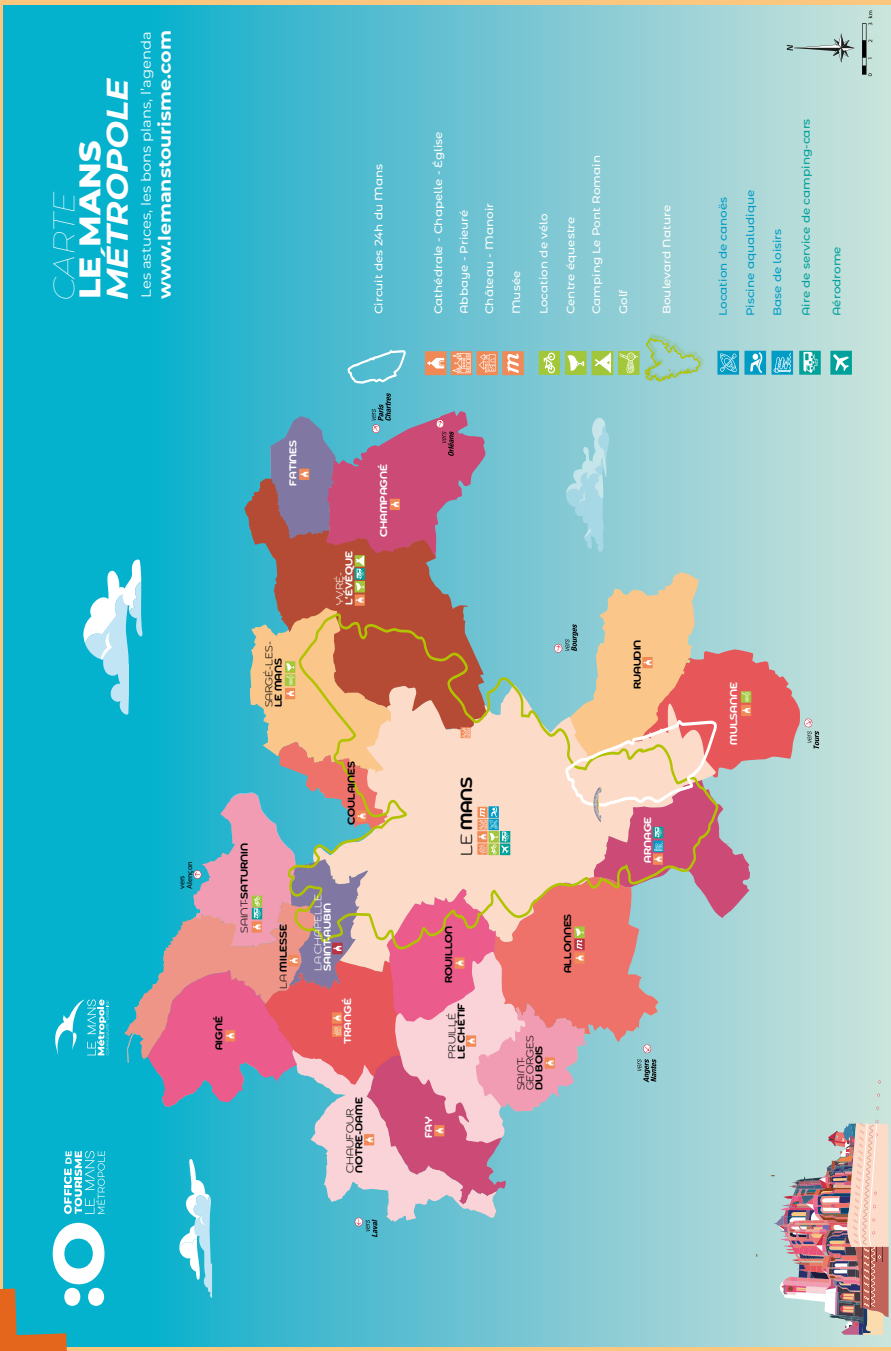 CARTE
LE MANS
MÉTROPOLE
Les astuces, les bons plans, l'agenda
www.lemanstourisme.com
OFFICE DE
TOURISME
LE MANS
MÉTROPOLE
LE MANS
Métropole
vers
Alençon
AIGNÉ
LA MILESSE
SAINT-SATURNIN
SARGÉ-LES-
LE MANS
FATINES
YVRÉ-
L'ÉVÊQUE
CHAMPAGNÉ
vers
Paris
Chartres
vers
Orléans
CHAUFOUR
NOTRE-DAME
TRANGÉ
LA CHAPELLE
SAINT-AUBIN
COULAINES
vers
Laval
FAY
PRUILLÉ
LE CHÉTIF
ROUILLON
LE MANS
m
SAINT-
GEORGES
DU BOIS
ALLONNES
m
vers
Bourges
RUAUDIN
vers
Angers
Nantes
ARNAGE
MULSANNE
vers
Tours
Circuit des 24h du Mans
Cathédrale - Chapelle - Église
Abbaye - Prieuré
Château - Manoir
m
Musée
Location de vélo
Centre équestre
Camping Le Pont Romain
Golf
Boulevard Nature
Location de canoës
Piscine aqualudique
Base de loisirs
Aire de service de camping-cars
Aérodrome
N
0 1 2 3 km